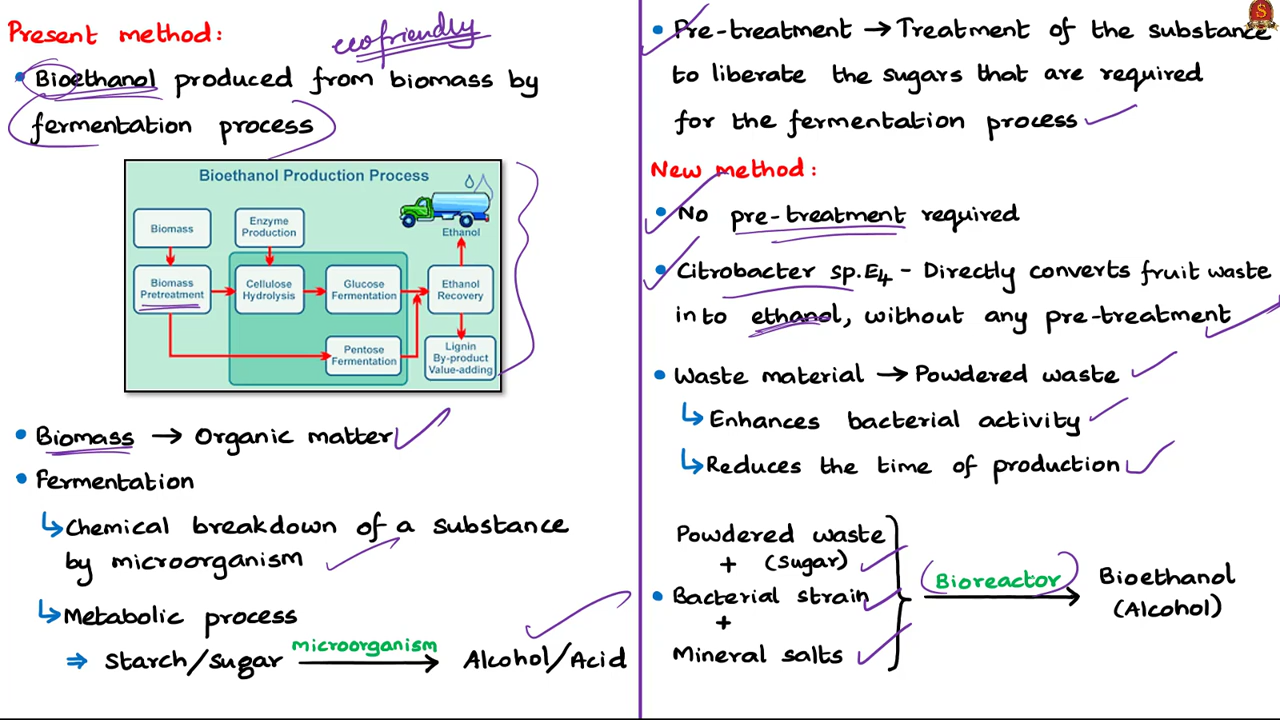 Present method:
ecofriendly
• Bioethanol produced from biomass by
fermentation process
Bioethanol Production Process
Biomass
Enzyme
Production
Ethanol
Biomass
Pretreatment
Cellulose
Hydrolysis
Glucose
Fermentation
Ethanol
Recovery
Pentose
Fermentation
Lignin
By-product
Value-adding
• Biomass → Organic matter
• Fermentation
↳ Chemical breakdown of a substance
by microorganism
↳ Metabolic process
⇒ Starch/sugar microorganism → Alcohol/Acid
• Pre-treatment → Treatment of the substance
to liberate the sugars that are required
for the fermentation process
New method:
• No pre-treatment required
• Citrobacter sp.E4 - Directly converts fruit waste
in to ethanol, without any pre-treatment
• Waste material → Powdered waste
↳ Enhances bacterial activity
↳ Reduces the time of production
Powdered waste
+ (Sugar)
• Bacterial strain
+
Mineral salts
Bioreactor
Bioethanol
(Alcohol)
S